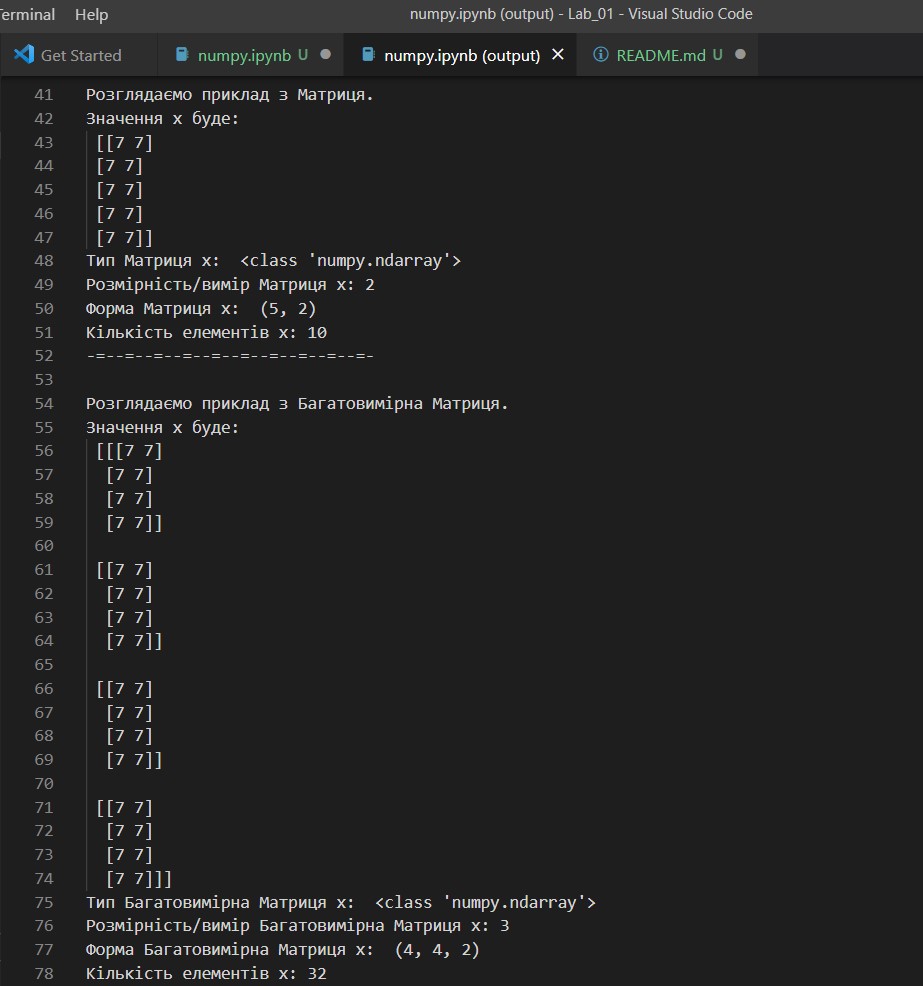 Terminal Help numpy.ipynb (output) - Lab_01 - Visual Studio Code
Get Started numpy.ipynb U numpy.ipynb (output) README.md U
41 Розглядаємо приклад з Матриця.
42 Значення x буде:
43 [[7 7]
44 [7 7]
45 [7 7]
46 [7 7]
47 [7 7]]
48 Тип Матриця x:  <class 'numpy.ndarray'>
49 Розмірність/вимір Матриця x: 2
50 Форма Матриця x:  (5, 2)
51 Кількість елементів x: 10
52 -=--=--=--=--=--=--=--=--=--=-
53
54 Розглядаємо приклад з Багатовимірна Матриця.
55 Значення x буде:
56 [[[7 7]
57 [7 7]
58 [7 7]
59 [7 7]]
60
61 [[7 7]
62 [7 7]
63 [7 7]
64 [7 7]]
65
66 [[7 7]
67 [7 7]
68 [7 7]
69 [7 7]]
70
71 [[7 7]
72 [7 7]
73 [7 7]
74 [7 7]]]
75 Тип Багатовимірна Матриця x:  <class 'numpy.ndarray'>
76 Розмірність/вимір Багатовимірна Матриця x: 3
77 Форма Багатовимірна Матриця x:  (4, 4, 2)
78 Кількість елементів x: 32